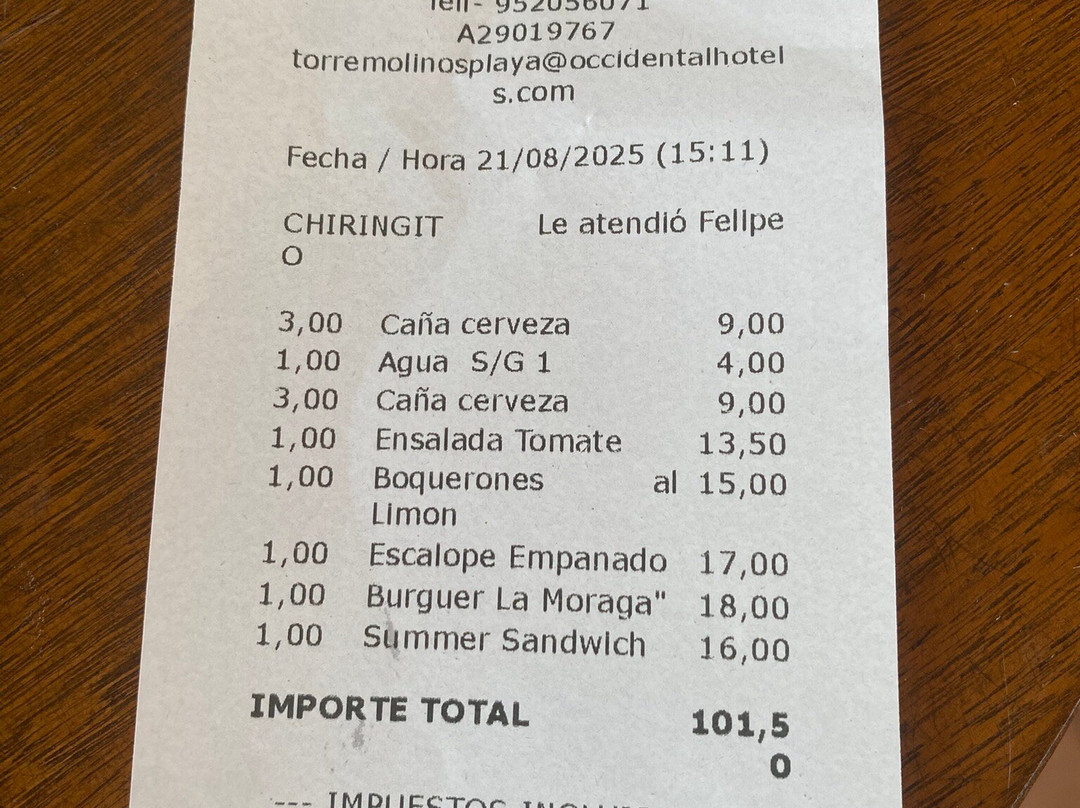 Telf- 952056071
A29019767
torremolinosplaya@occidentalhotel
s.com
Fecha / Hora 21/08/2025 (15:11)
CHIRINGIT Le atendió Felipe
O
3,00 Caña cerveza 9,00
1,00 Agua S/G 1 4,00
3,00 Caña cerveza 9,00
1,00 Ensalada Tomate 13,50
1,00 Boquerones al 15,00
Limon
1,00 Escalope Empanado 17,00
1,00 Burguer La Moraga" 18,00
1,00 Summer Sandwich 16,00
IMPORTE TOTAL 101,5
0
--- IMPUESTOS